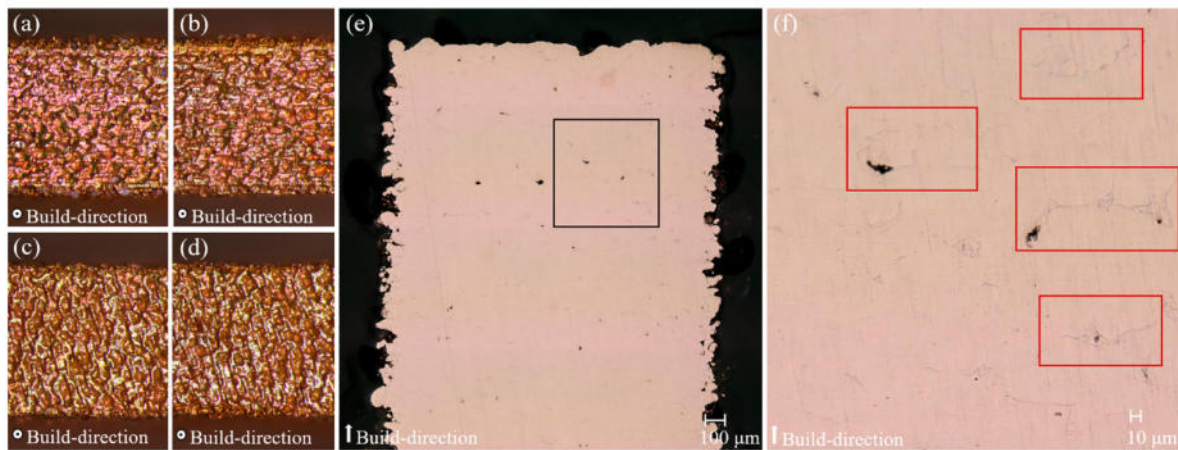 (a)
(b)
(e)
(f)
⊙ Build-direction
⊙ Build-direction
(c)
(d)
⊙ Build-direction
⊙ Build-direction
↑ Build-direction
100 µm
↑ Build-direction
10 µm